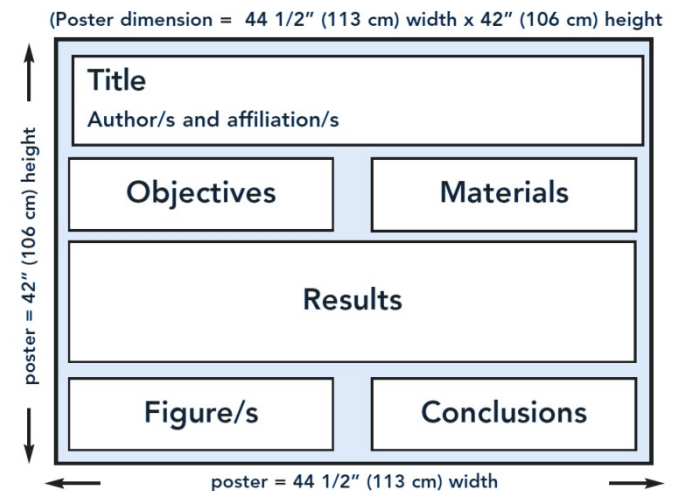 (Poster dimension = 44 1/2" (113 cm) width x 42" (106 cm) height
poster = 42" (106 cm) height
Title
Author/s and affiliation/s
Objectives
Materials
Results
Figure/s
Conclusions
poster = 44 1/2" (113 cm) width